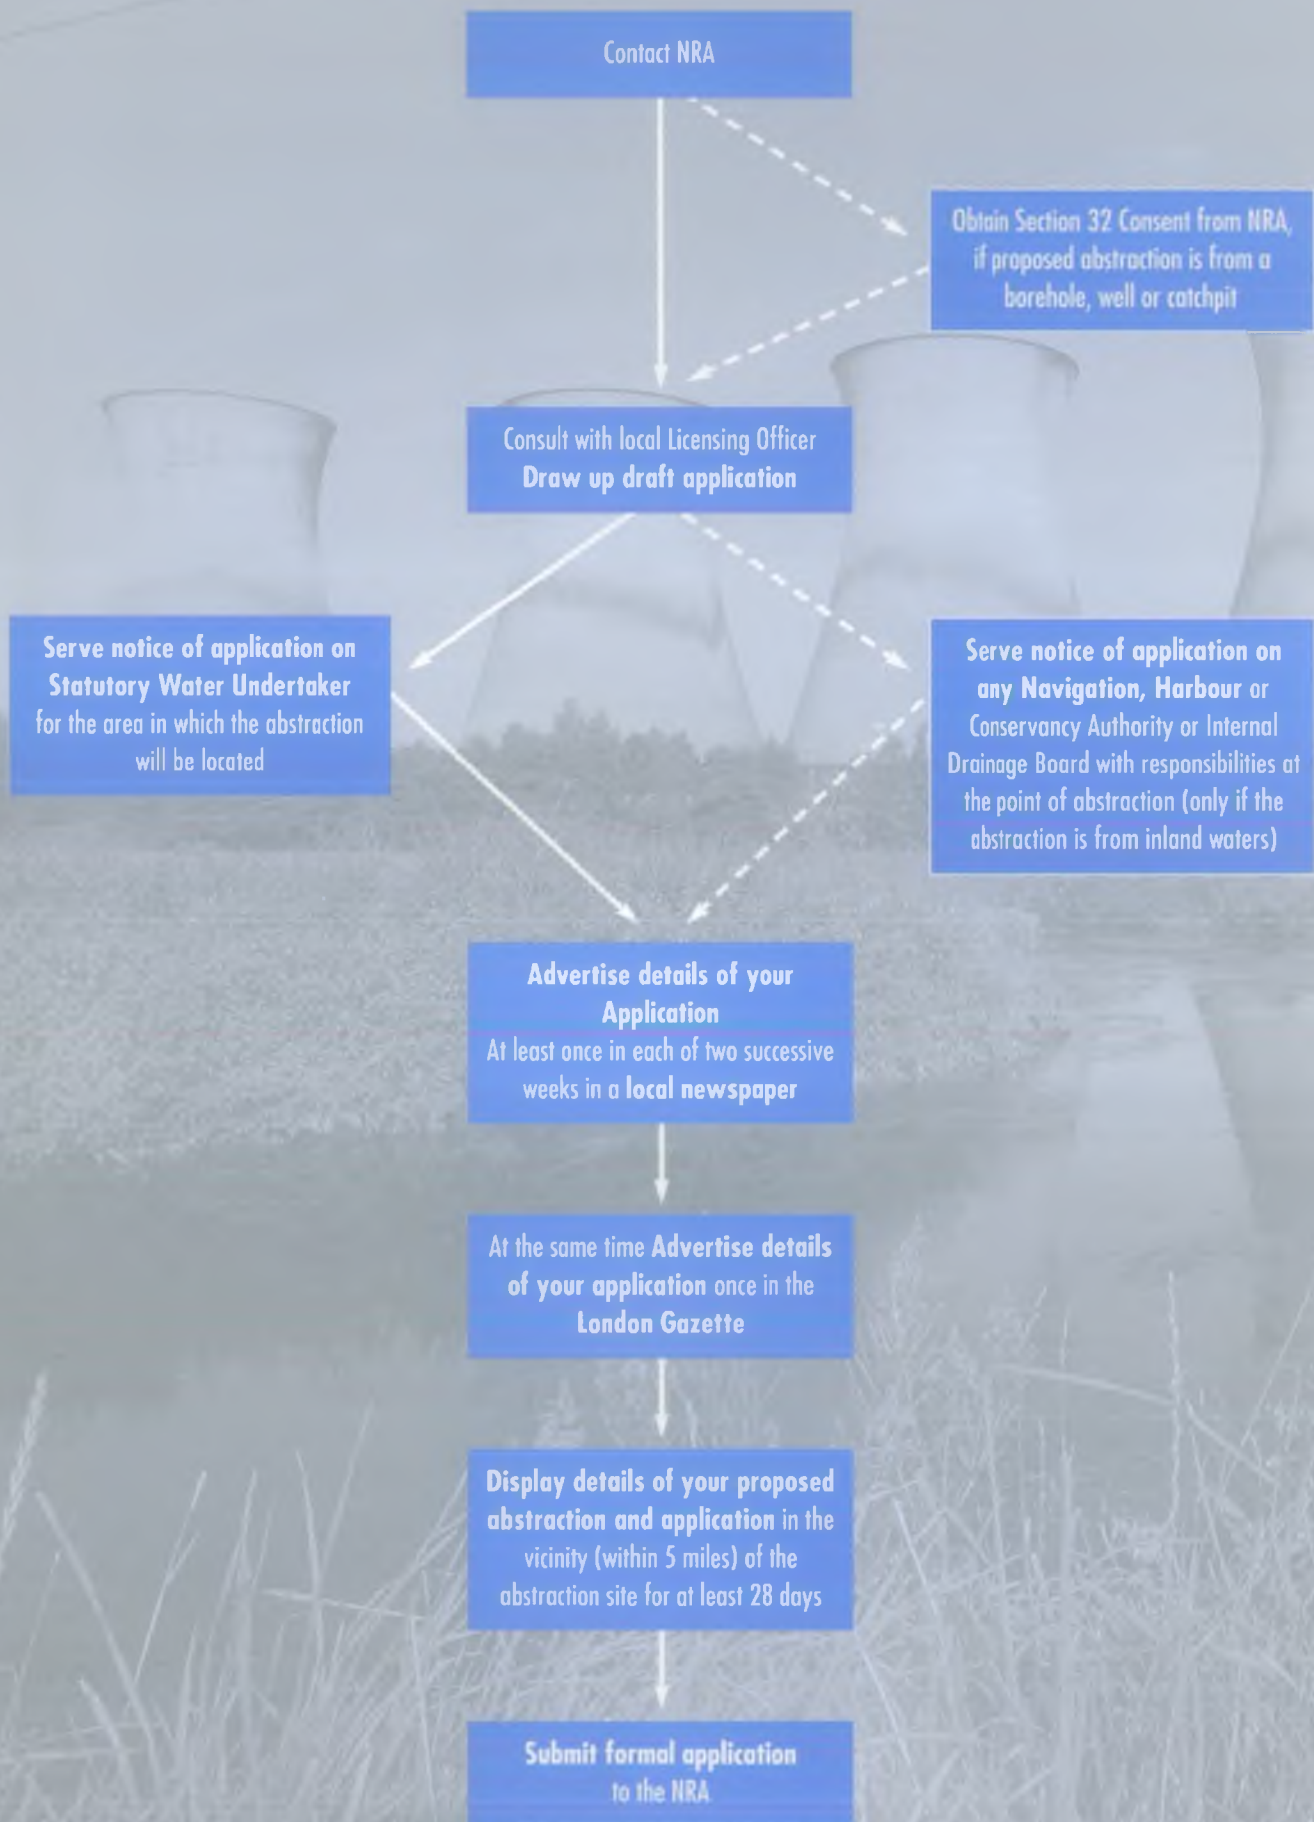 Contact NRA
Obtain Section 32 Consent from NRA,
if proposed abstraction is from a
borehole, well or catchpit
Consult with local Licensing Officer
Draw up draft application
Serve notice of application on
Statutory Water Undertaker
for the area in which the abstraction
will be located
Serve notice of application on
any Navigation, Harbour or
Conservancy Authority or Internal
Drainage Board with responsibilities at
the point of abstraction (only if the
abstraction is from inland waters)
Advertise details of your
Application
At least once in each of two successive
weeks in a local newspaper
At the same time Advertise details
of your application once in the
London Gazette
Display details of your proposed
abstraction and application in the
vicinity (within 5 miles) of the
abstraction site for at least 28 days
Submit formal application
to the NRA